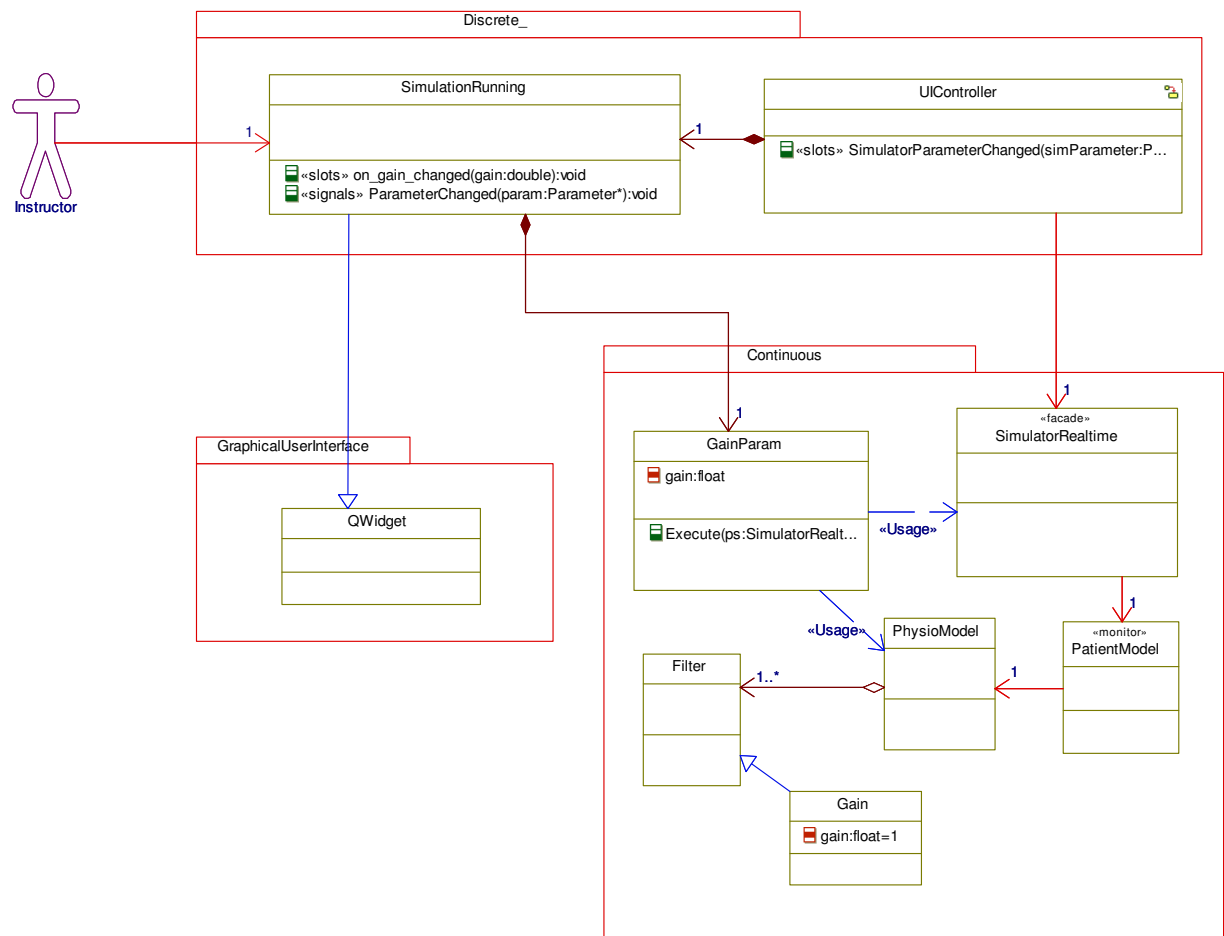 Discrete_
SimulationRunning
UIController
1
1
«slots» SimulatorParameterChanged(simParameter:P...
«slots» on_gain_changed(gain:double):void
«signals» ParameterChanged(param:Parameter*):void
Instructor
Continuous
1
1
GainParam
«facade»
SimulatorRealtime
gain:float
GraphicalUserInterface
QWidget
Execute(ps:SimulatorRealt...
«Usage»
1
«Usage»
PhysioModel
«monitor»
PatientModel
Filter
1..*
1
Gain
gain:float=1